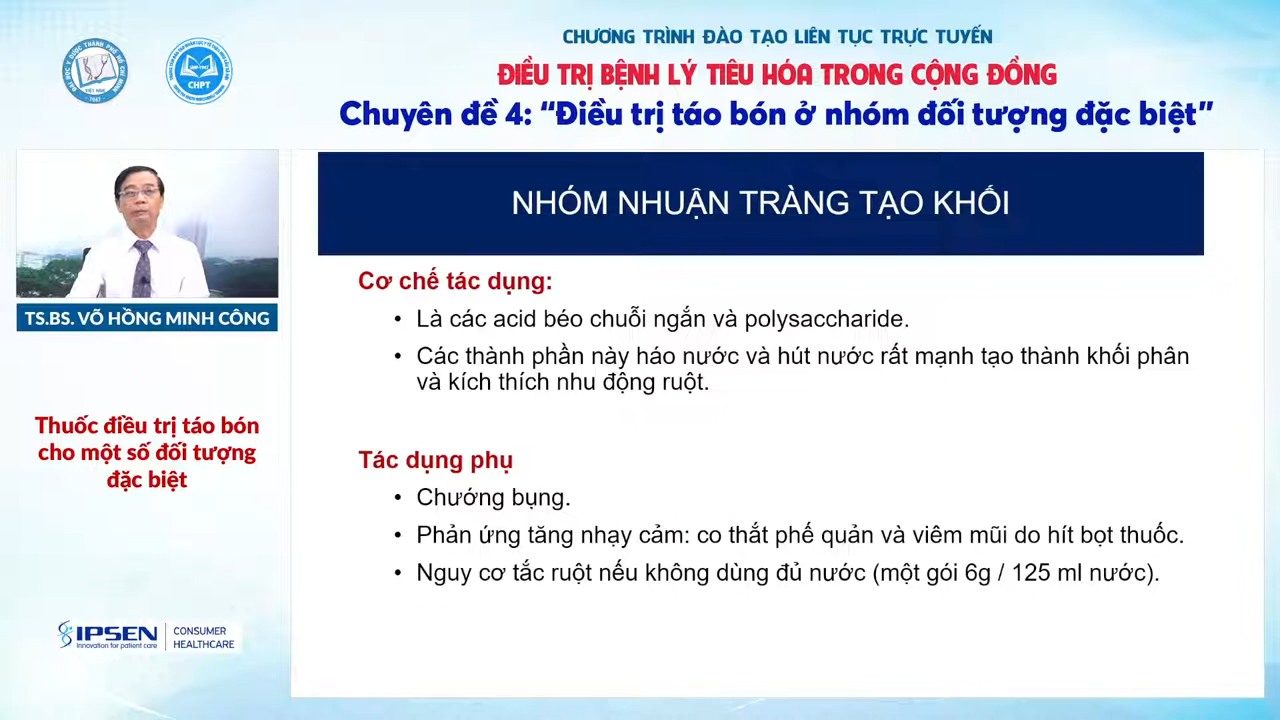 CHƯƠNG TRÌNH ĐÀO TẠO LIÊN TỤC TRỰC TUYẾN
ĐIỀU TRỊ BỆNH LÝ TIÊU HÓA TRONG CỘNG ĐỒNG
Chuyên đề 4: “Điều trị táo bón ở nhóm đối tượng đặc biệt”
CHPT
NHÓM NHUẬN TRÀNG TẠO KHỐI
Cơ chế tác dụng:
• Là các acid béo chuỗi ngắn và polysaccharide.
• Các thành phần này háo nước và hút nước rất mạnh tạo thành khối phân
và kích thích nhu động ruột.
Tác dụng phụ
• Chướng bụng.
• Phản ứng tăng nhạy cảm: co thắt phế quản và viêm mũi do hít bọt thuốc.
• Nguy cơ tắc ruột nếu không dùng đủ nước (một gói 6g / 125 ml nước).
TS.BS. VÕ HỒNG MINH CÔNG
Thuốc điều trị táo bón
cho một số đối tượng
đặc biệt
IPSEN
Innovation for patient care
CONSUMER
HEALTHCARE